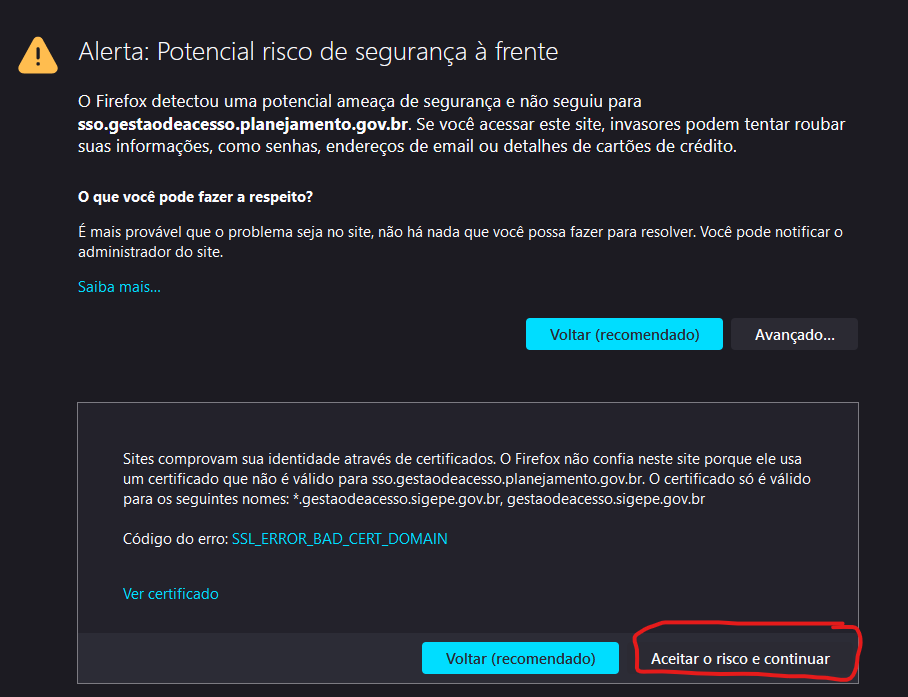 Alerta: Potencial risco de segurança à frente
O Firefox detectou uma potencial ameaça de segurança e não seguiu para
sso.gestaodeacesso.planejamento.gov.br. Se você acessar este site, invasores podem tentar roubar
suas informações, como senhas, endereços de email ou detalhes de cartões de crédito.
O que você pode fazer a respeito?
É mais provável que o problema seja no site, não há nada que você possa fazer para resolver. Você pode notificar o
administrador do site.
Saiba mais...
Voltar (recomendado) Avançado...
Sites comprovam sua identidade através de certificados. O Firefox não confia neste site porque ele usa
um certificado que não é válido para sso.gestaodeacesso.planejamento.gov.br. O certificado só é válido
para os seguintes nomes: *.gestaodeacesso.sigepe.gov.br, gestaodeacesso.sigepe.gov.br
Código do erro: SSL_ERROR_BAD_CERT_DOMAIN
Ver certificado
Voltar (recomendado) Aceitar o risco e continuar